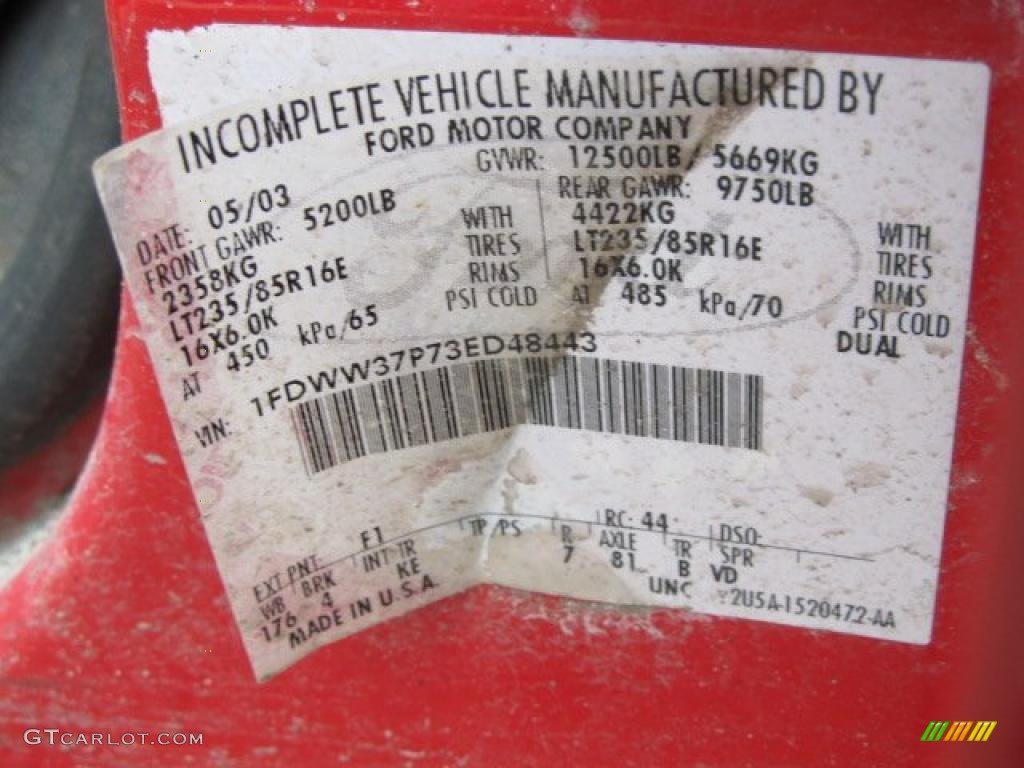 INCOMPLETE VEHICLE MANUFACTURED BY
FORD MOTOR COMPANY
GVWR: 12500LB/ 5669KG
DATE: 05/03
FRONT GAWR: 5200LB
2358KG WITH
LT235/85R16E TIRES
16X6.0K RIMS
AT 450 kPa/65 PSI COLD
REAR GAWR: 9750LB
4422KG WITH
LT235/85R16E TIRES
16X6.0K RIMS
AT 485 kPa/70 PSI COLD
DUAL
VIN: 1FDWW37P73ED48443
EXT PNT: F1 RC: 44 DSO:
WB BRK INT TR TP/PS R AXLE TR SPR
176 4 KE 7 81 B VD
MADE IN U.S.A. UNC 2U5A-1520472-AA
GTCARLOT.COM